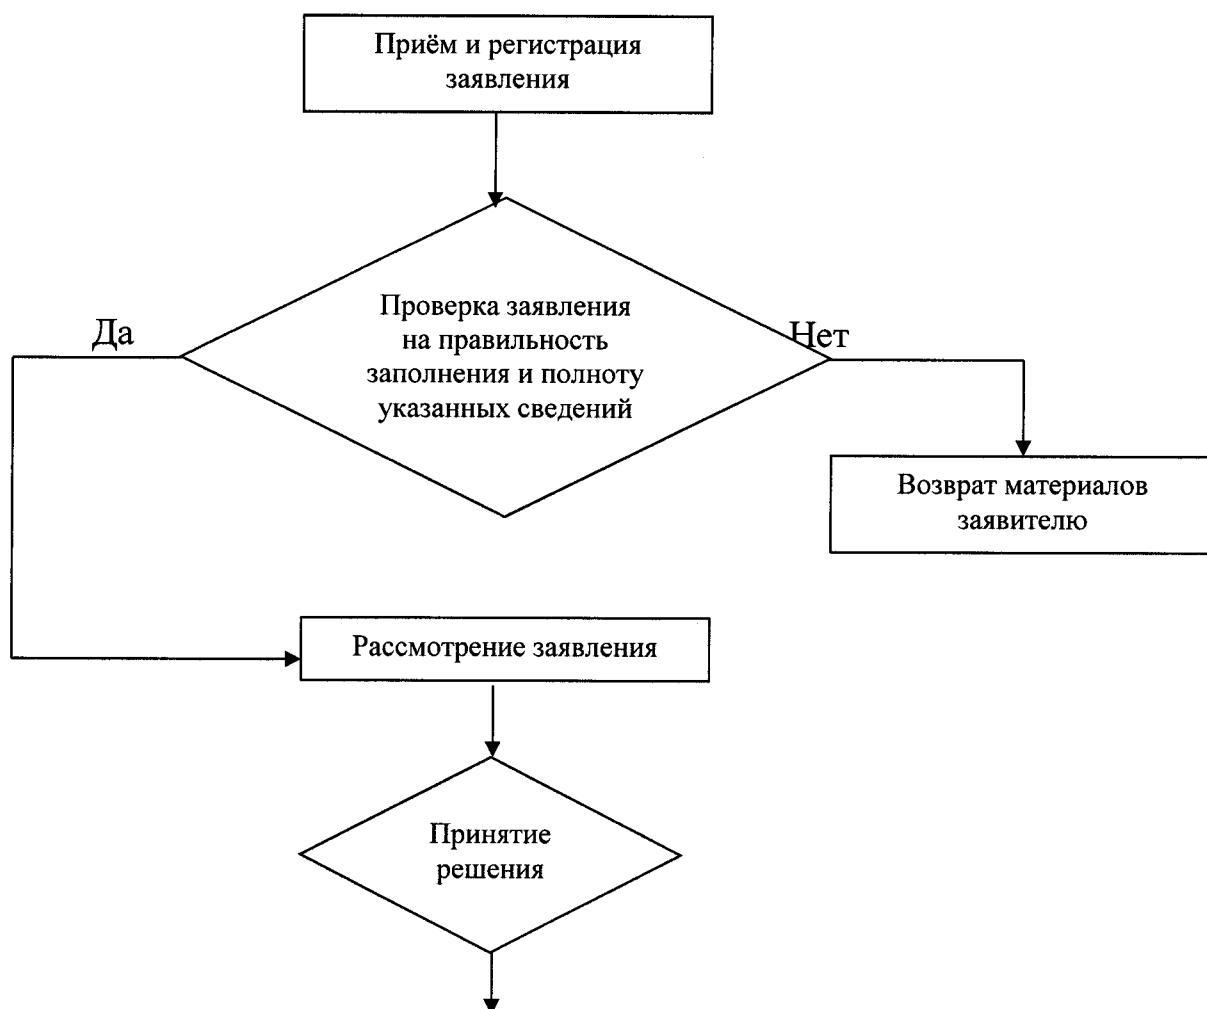 Приём и регистрация
заявления
Проверка заявления
на правильность
заполнения и полноту
указанных сведений
Да
Нет
Возврат материалов
заявителю
Рассмотрение заявления
Принятие
решения